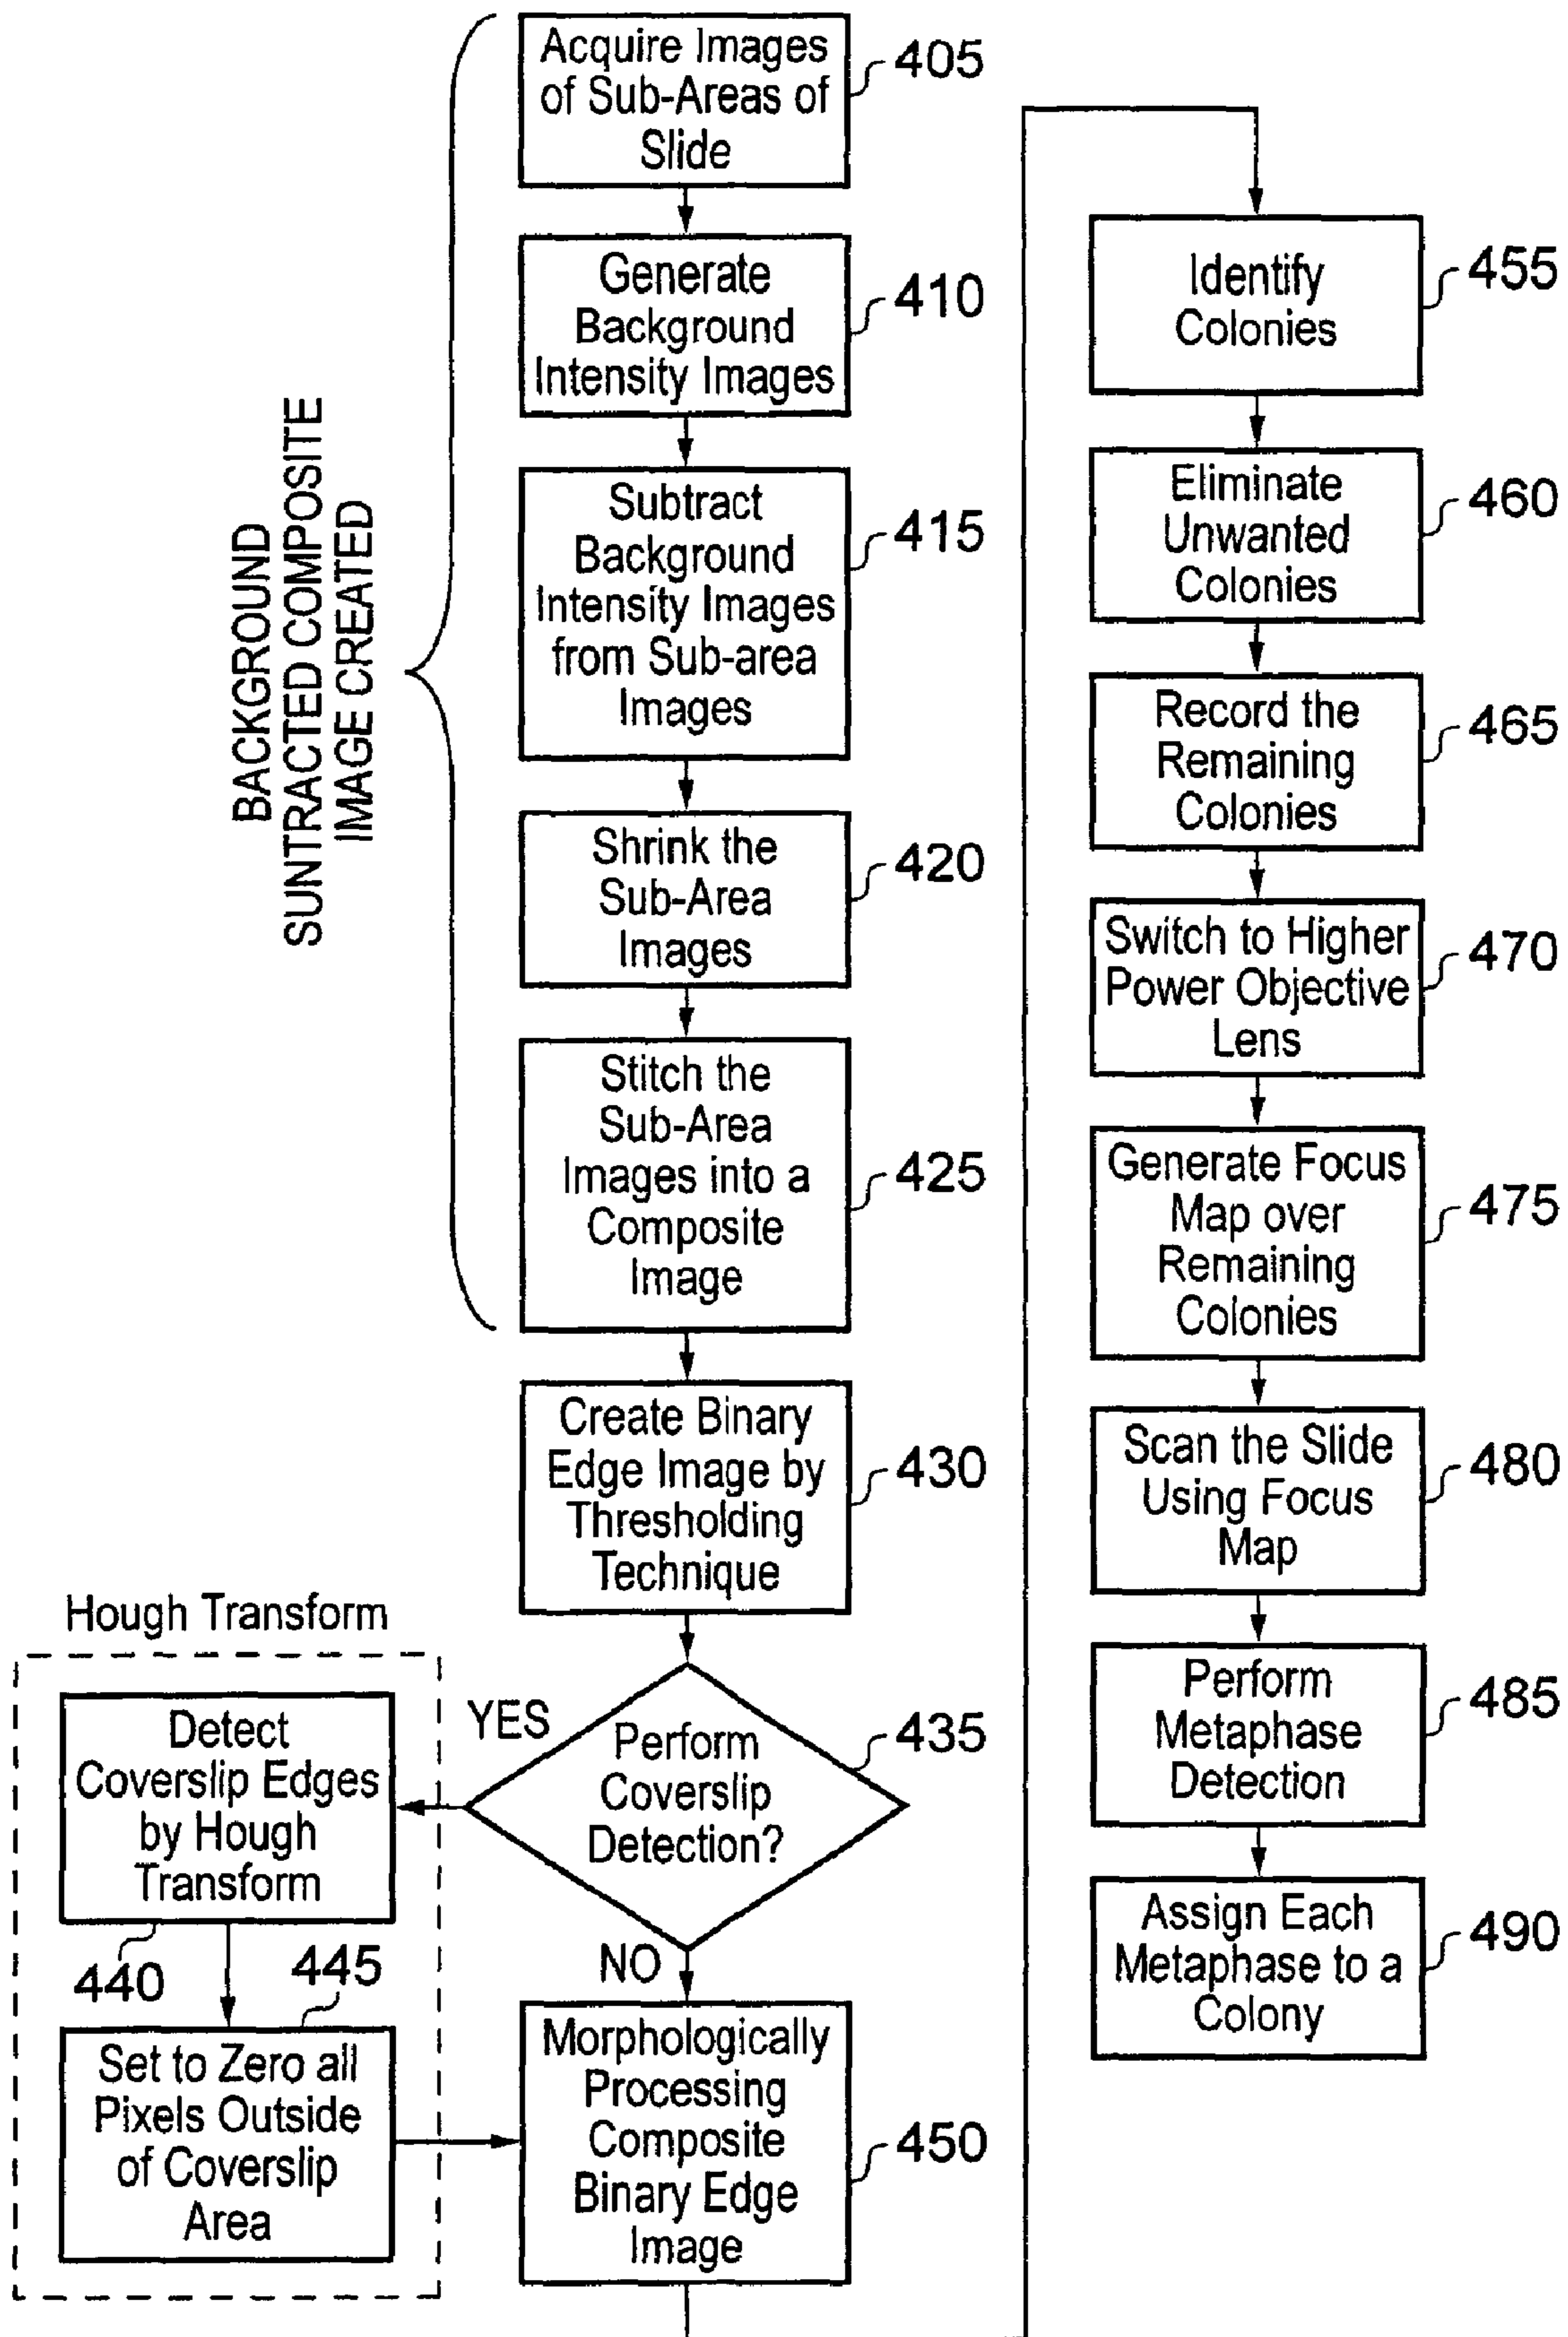 Acquire Images
of Sub-Areas of
Slide
405
Generate
Background
Intensity Images
410
Subtract
Background
Intensity Images
from Sub-area
Images
415
Shrink the
Sub-Area
Images
420
Stitch the
Sub-Area
Images into a
Composite
Image
425
BACKGROUND
SUNTRACTED COMPOSITE
IMAGE CREATED
Create Binary
Edge Image by
Thresholding
Technique
430
Perform
Coverslip
Detection?
435
YES
NO
Hough Transform
Detect
Coverslip Edges
by Hough
Transform
440
445
Set to Zero all
Pixels Outside
of Coverslip
Area
Morphologically
Processing
Composite
Binary Edge
Image
450
Identify
Colonies
455
Eliminate
Unwanted
Colonies
460
Record the
Remaining
Colonies
465
Switch to Higher
Power Objective
Lens
470
Generate Focus
Map over
Remaining
Colonies
475
Scan the Slide
Using Focus
Map
480
Perform
Metaphase
Detection
485
Assign Each
Metaphase to a
Colony
490